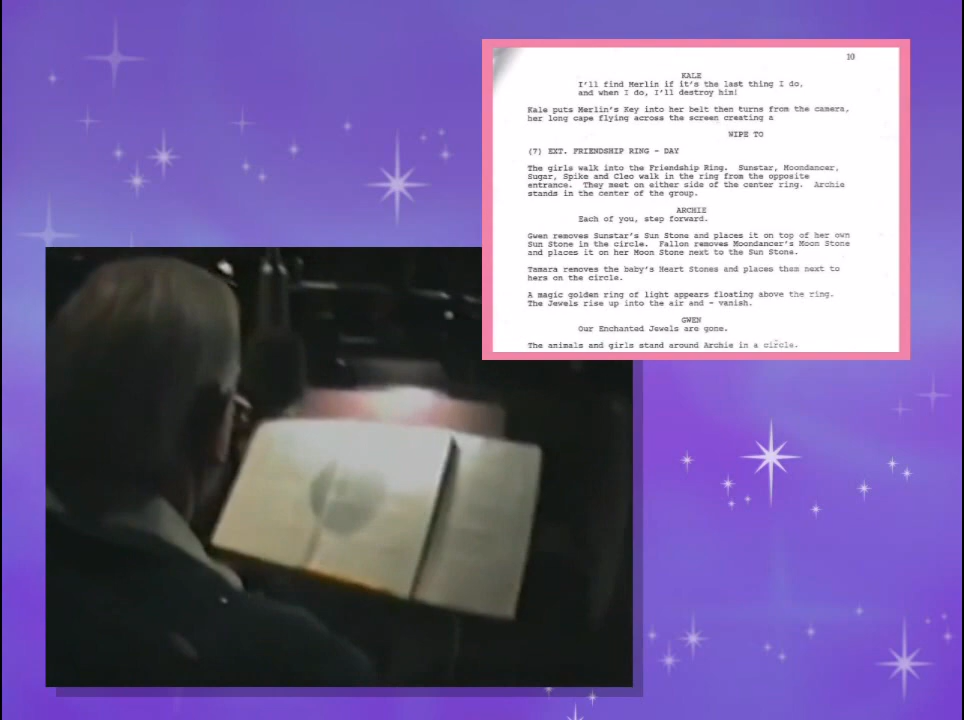 10
KALE
I'll find Merlin if it's the last thing I do,
and when I do, I'll destroy him!
Kale puts Merlin's Key into her belt then turns from the camera,
her long cape flying across the screen creating a
WIPE TO
(7) EXT. FRIENDSHIP RING - DAY
The girls walk into the Friendship Ring. Sunstar, Moondancer,
Sugar, Spike and Cleo walk in the ring from the opposite
entrance. They meet on either side of the center ring. Archie
stands in the center of the group.
ARCHIE
Each of you, step forward.
Gwen removes Sunstar's Sun Stone and places it on top of her own
Sun Stone in the circle. Fallon removes Moondancer's Moon Stone
and places it on her Moon Stone next to the Sun Stone.
Tamara removes the baby's Heart Stones and places them next to
hers on the circle.
A magic golden ring of light appears floating above the ring.
The Jewels rise up into the air and - vanish.
GWEN
Our Enchanted Jewels are gone.
The animals and girls stand around Archie in a circle.